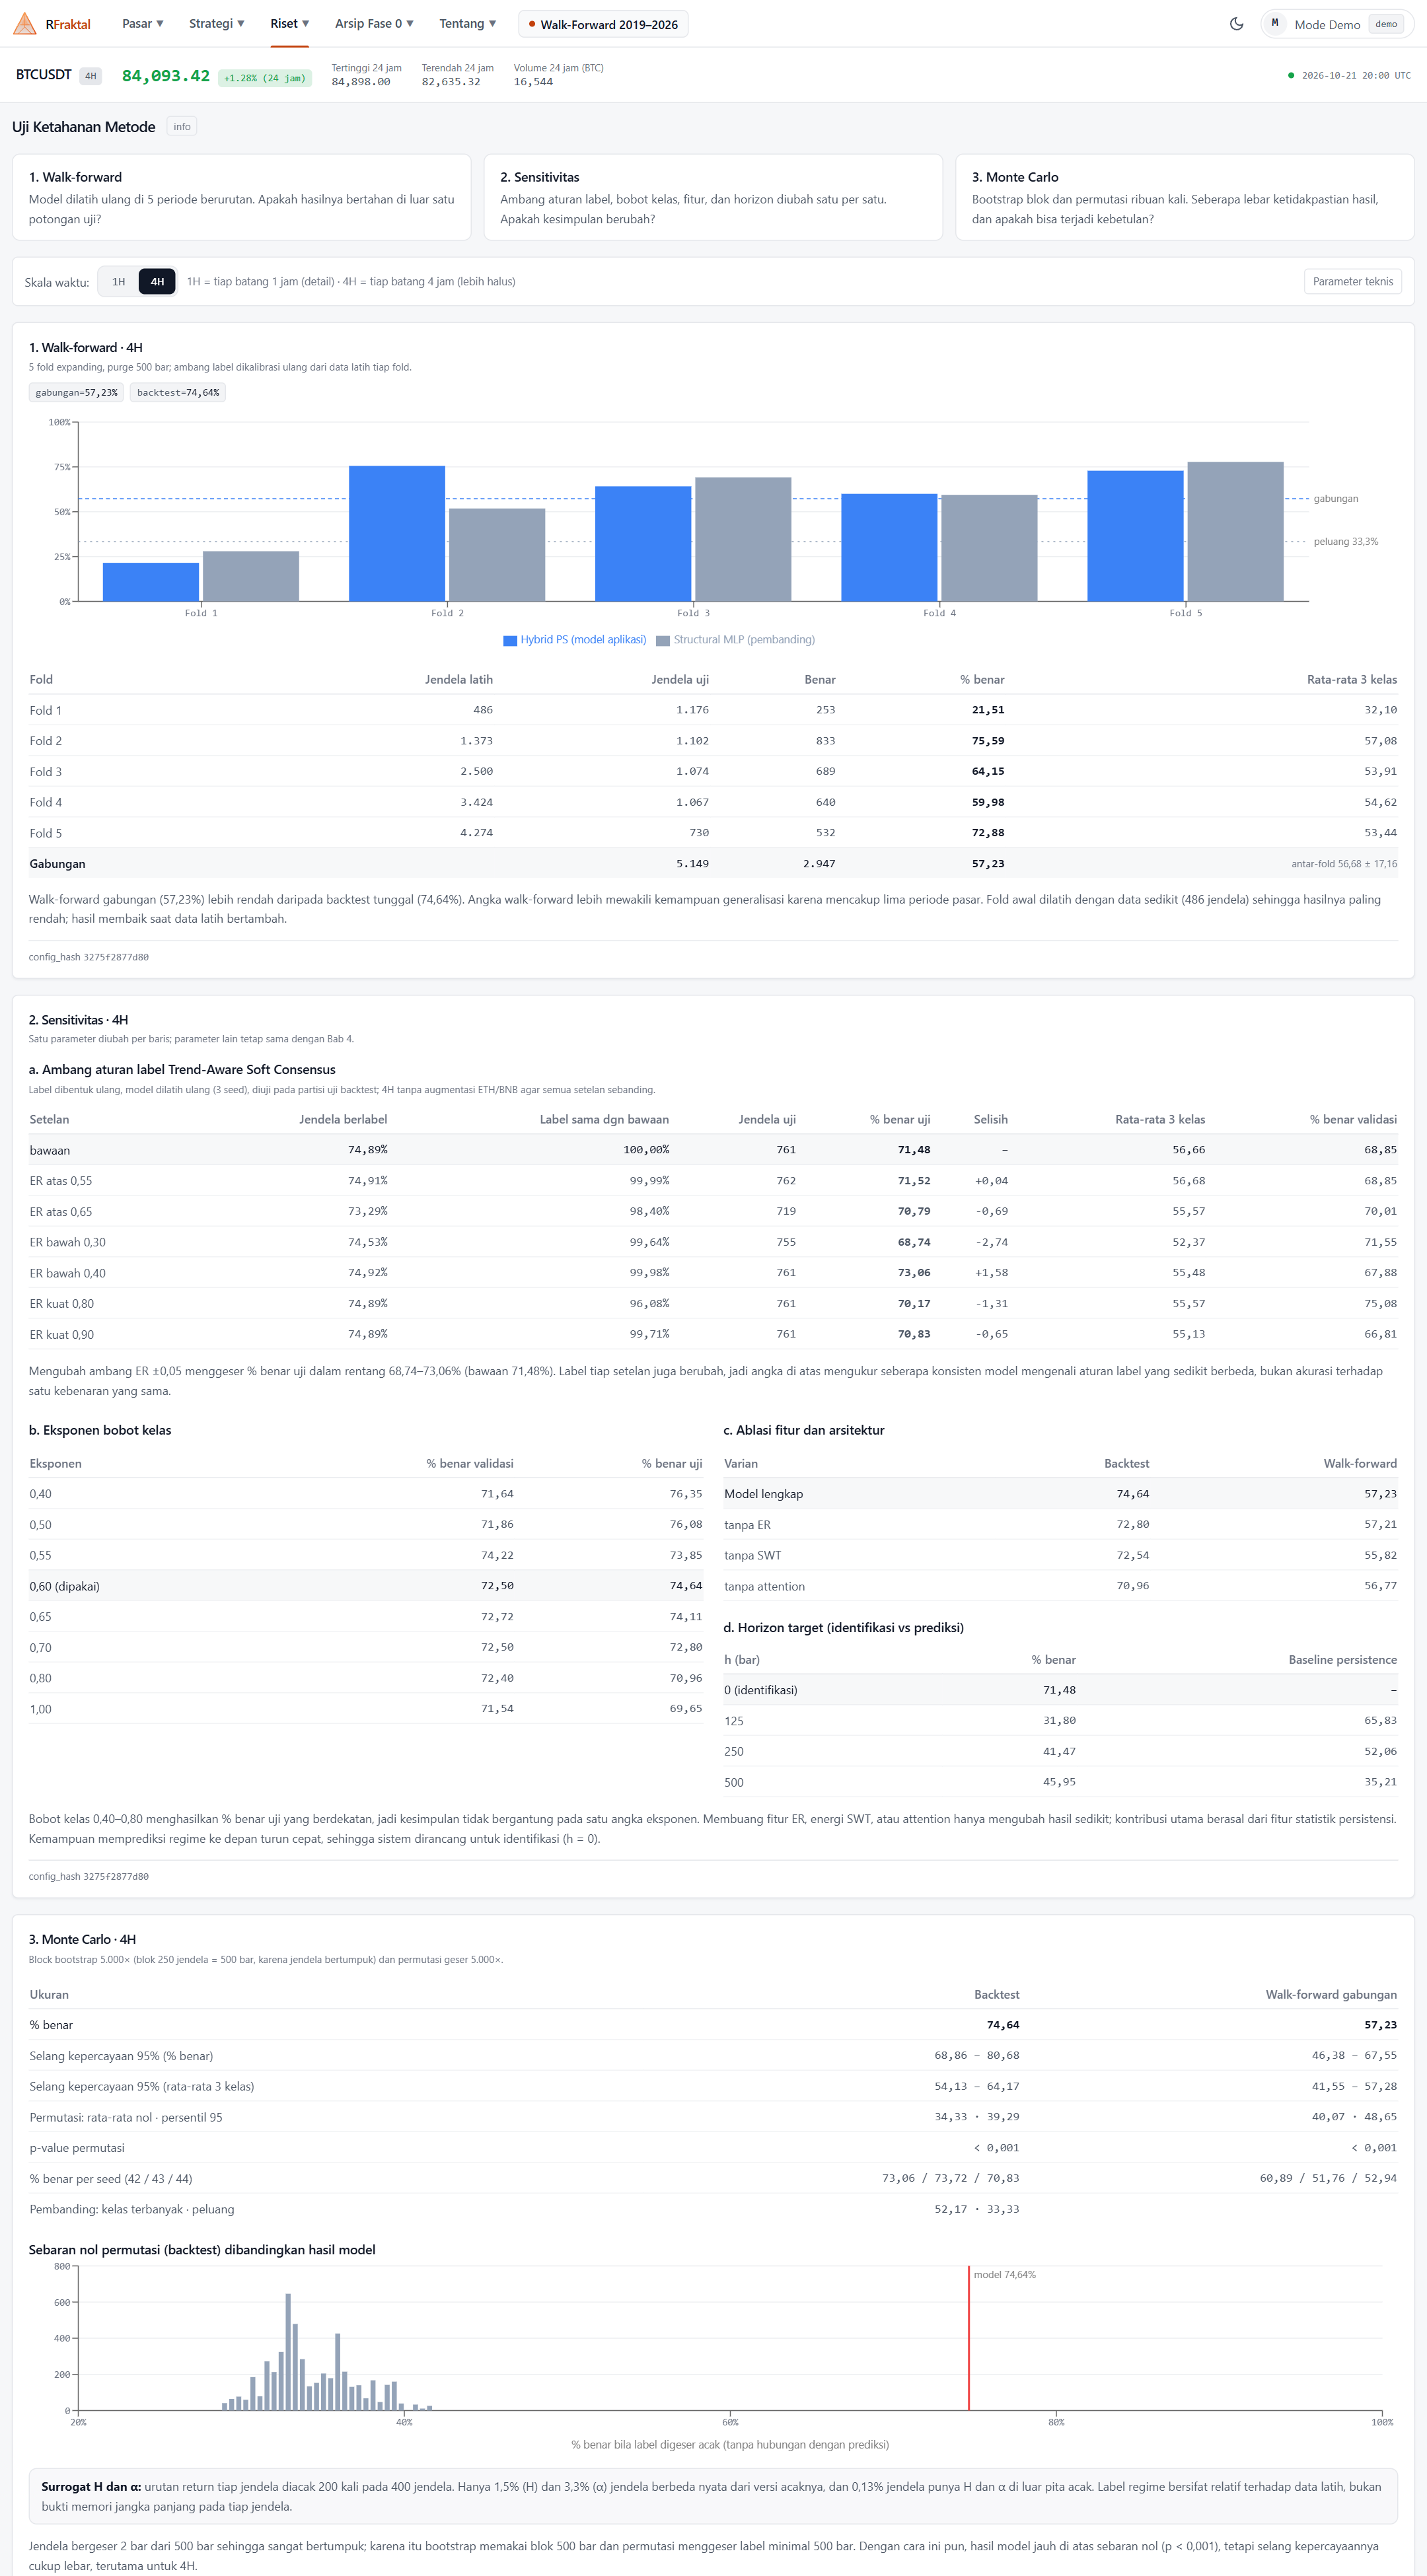 RFraktal Pasar ▼ Strategi ▼ Riset ▼ Arsip Fase 0 ▼ Tentang ▼ Walk-Forward 2019–2026 M Mode Demo demo
BTCUSDT 4H 84,093.42 +1.28% (24 jam) Tertinggi 24 jam 84,898.00 Terendah 24 jam 82,635.32 Volume 24 jam (BTC) 16,544 2026-10-21 20:00 UTC
Uji Ketahanan Metode info
1. Walk-forward
Model dilatih ulang di 5 periode berurutan. Apakah hasilnya bertahan di luar satu
potongan uji?
2. Sensitivitas
Ambang aturan label, bobot kelas, fitur, dan horizon diubah satu per satu.
Apakah kesimpulan berubah?
3. Monte Carlo
Bootstrap blok dan permutasi ribuan kali. Seberapa lebar ketidakpastian hasil,
dan apakah bisa terjadi kebetulan?
Skala waktu: 1H 4H 1H = tiap batang 1 jam (detail) · 4H = tiap batang 4 jam (lebih halus) Parameter teknis
1. Walk-forward · 4H
5 fold expanding, purge 500 bar; ambang label dikalibrasi ulang dari data latih tiap fold.
gabungan=57,23% backtest=74,64%
100%
75%
gabungan
50%
peluang 33,3%
25%
0%
Fold 1 Fold 2 Fold 3 Fold 4 Fold 5
Hybrid PS (model aplikasi) Structural MLP (pembanding)
Fold Jendela latih Jendela uji Benar % benar Rata-rata 3 kelas
Fold 1 486 1.176 253 21,51 32,10
Fold 2 1.373 1.102 833 75,59 57,08
Fold 3 2.500 1.074 689 64,15 53,91
Fold 4 3.424 1.067 640 59,98 54,62
Fold 5 4.274 730 532 72,88 53,44
Gabungan 5.149 2.947 57,23 antar-fold 56,68 ± 17,16
Walk-forward gabungan (57,23%) lebih rendah daripada backtest tunggal (74,64%). Angka walk-forward lebih mewakili kemampuan generalisasi karena mencakup lima periode pasar. Fold awal dilatih dengan data sedikit (486 jendela) sehingga hasilnya paling
rendah; hasil membaik saat data latih bertambah.
config_hash 3275f2877d80
2. Sensitivitas · 4H
Satu parameter diubah per baris; parameter lain tetap sama dengan Bab 4.
a. Ambang aturan label Trend-Aware Soft Consensus
Label dibentuk ulang, model dilatih ulang (3 seed), diuji pada partisi uji backtest; 4H tanpa augmentasi ETH/BNB agar semua setelan sebanding.
Setelan Jendela berlabel Label sama dgn bawaan Jendela uji % benar uji Selisih Rata-rata 3 kelas % benar validasi
bawaan 74,89% 100,00% 761 71,48 – 56,66 68,85
ER atas 0,55 74,91% 99,99% 762 71,52 +0,04 56,68 68,85
ER atas 0,65 73,29% 98,40% 719 70,79 -0,69 55,57 70,01
ER bawah 0,30 74,53% 99,64% 755 68,74 -2,74 52,37 71,55
ER bawah 0,40 74,92% 99,98% 761 73,06 +1,58 55,48 67,88
ER kuat 0,80 74,89% 96,08% 761 70,17 -1,31 55,57 75,08
ER kuat 0,90 74,89% 99,71% 761 70,83 -0,65 55,13 66,81
Mengubah ambang ER ±0,05 menggeser % benar uji dalam rentang 68,74–73,06% (bawaan 71,48%). Label tiap setelan juga berubah, jadi angka di atas mengukur seberapa konsisten model mengenali aturan label yang sedikit berbeda, bukan akurasi terhadap
satu kebenaran yang sama.
b. Eksponen bobot kelas
Eksponen % benar validasi % benar uji
0,40 71,64 76,35
0,50 71,86 76,08
0,55 74,22 73,85
0,60 (dipakai) 72,50 74,64
0,65 72,72 74,11
0,70 72,50 72,80
0,80 72,40 70,96
1,00 71,54 69,65
c. Ablasi fitur dan arsitektur
Varian Backtest Walk-forward
Model lengkap 74,64 57,23
tanpa ER 72,80 57,21
tanpa SWT 72,54 55,82
tanpa attention 70,96 56,77
d. Horizon target (identifikasi vs prediksi)
h (bar) % benar Baseline persistence
0 (identifikasi) 71,48 –
125 31,80 65,83
250 41,47 52,06
500 45,95 35,21
Bobot kelas 0,40–0,80 menghasilkan % benar uji yang berdekatan, jadi kesimpulan tidak bergantung pada satu angka eksponen. Membuang fitur ER, energi SWT, atau attention hanya mengubah hasil sedikit; kontribusi utama berasal dari fitur statistik persistensi.
Kemampuan memprediksi regime ke depan turun cepat, sehingga sistem dirancang untuk identifikasi (h = 0).
config_hash 3275f2877d80
3. Monte Carlo · 4H
Block bootstrap 5.000× (blok 250 jendela = 500 bar, karena jendela bertumpuk) dan permutasi geser 5.000×.
Ukuran Backtest Walk-forward gabungan
% benar 74,64 57,23
Selang kepercayaan 95% (% benar) 68,86 – 80,68 46,38 – 67,55
Selang kepercayaan 95% (rata-rata 3 kelas) 54,13 – 64,17 41,55 – 57,28
Permutasi: rata-rata nol · persentil 95 34,33 · 39,29 40,07 · 48,65
p-value permutasi < 0,001 < 0,001
% benar per seed (42 / 43 / 44) 73,06 / 73,72 / 70,83 60,89 / 51,76 / 52,94
Pembanding: kelas terbanyak · peluang 52,17 · 33,33
Sebaran nol permutasi (backtest) dibandingkan hasil model
800
model 74,64%
600
400
200
0
20% 40% 60% 80% 100%
% benar bila label digeser acak (tanpa hubungan dengan prediksi)
Surrogat H dan α: urutan return tiap jendela diacak 200 kali pada 400 jendela. Hanya 1,5% (H) dan 3,3% (α) jendela berbeda nyata dari versi acaknya, dan 0,13% jendela punya H dan α di luar pita acak. Label regime bersifat relatif terhadap data latih, bukan
bukti memori jangka panjang pada tiap jendela.
Jendela bergeser 2 bar dari 500 bar sehingga sangat bertumpuk; karena itu bootstrap memakai blok 500 bar dan permutasi menggeser label minimal 500 bar. Dengan cara ini pun, hasil model jauh di atas sebaran nol (p < 0,001), tetapi selang kepercayaannya
cukup lebar, terutama untuk 4H.